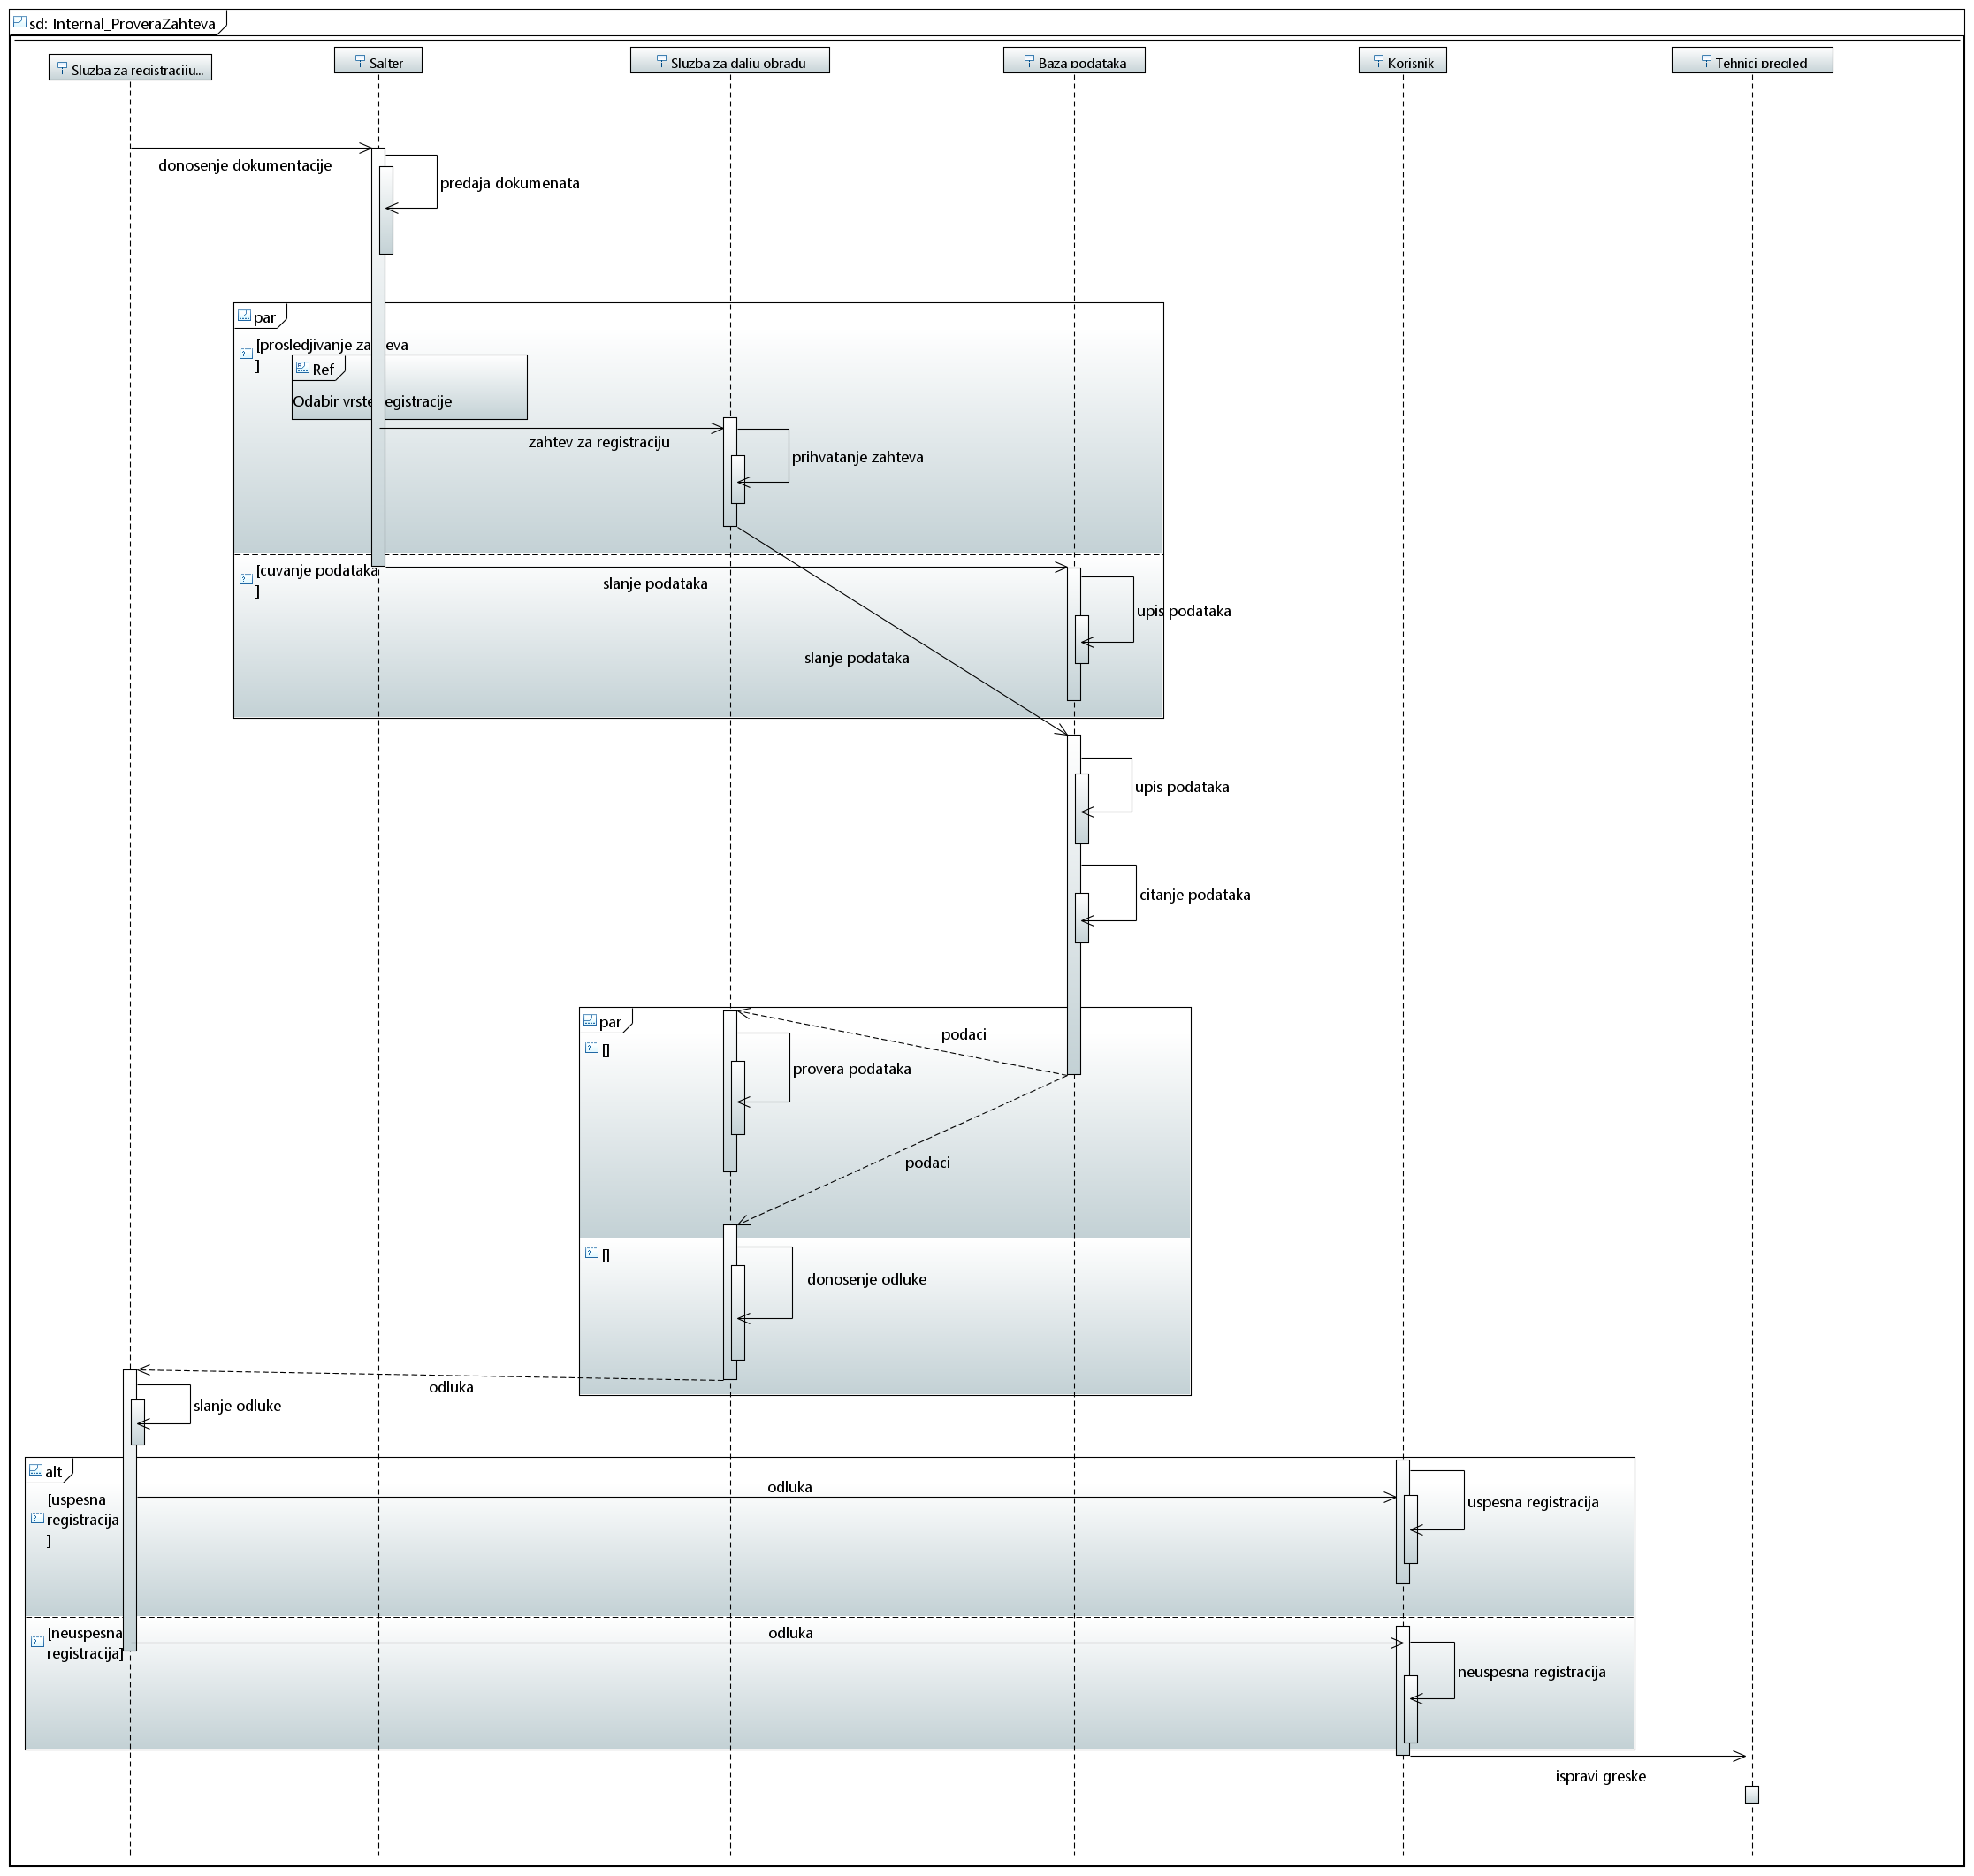 sd: Internal_ProveraZahteva
Sluzba za registraciju...
Salter
Sluzba za dalju obradu
Baza podataka
Korisnik
Tehnici pregled
donosenje dokumentacije
predaja dokumenata
par
[prosledjivanje zahteva
]
Ref
Odabir vrste registracije
zahtev za registraciju
prihvatanje zahteva
[cuvanje podataka
]
slanje podataka
upis podataka
slanje podataka
upis podataka
citanje podataka
par
[]
podaci
provera podataka
podaci
[]
donosenje odluke
odluka
slanje odluke
alt
[uspesna
registracija
]
odluka
uspesna registracija
[neuspesna
registracija]
odluka
neuspesna registracija
ispravi greske